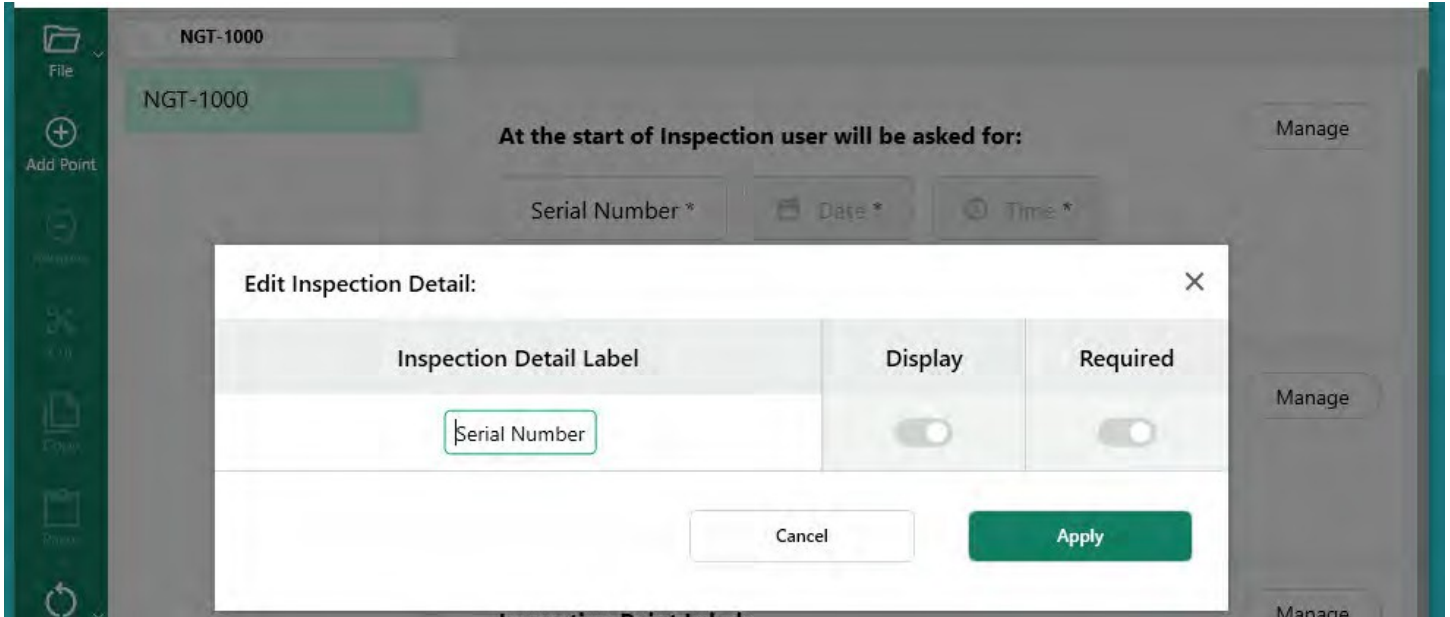 NGT-1000
File
NGT-1000
Manage
At the start of Inspection user will be asked for:
Add Point
Serial Number *
Date *
Time *
Edit Inspection Detail:
Inspection Detail Label
Display
Required
Manage
Serial Number
Copy
Cancel
Apply
Manage